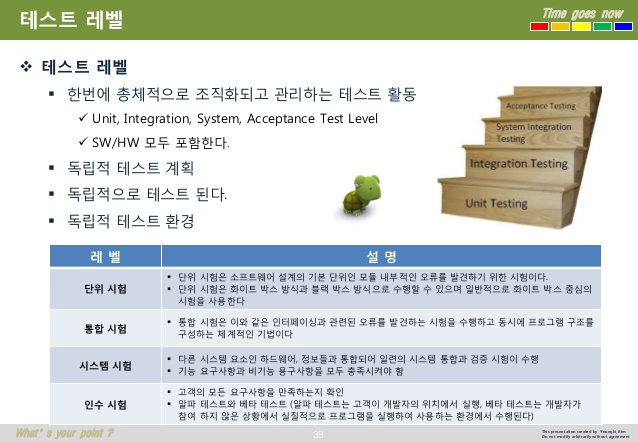 테스트 레벨
Time goes now
❖ 테스트 레벨
▪ 한번에 총체적으로 조직화되고 관리하는 테스트 활동
✓ Unit, Integration, System, Acceptance Test Level
✓ SW/HW 모두 포함한다.
▪ 독립적 테스트 계획
▪ 독립적으로 테스트 된다.
▪ 독립적 테스트 환경
Acceptance Testing
System Integration
Testing
Integration Testing
Unit Testing
레 벨 설 명
단위 시험
▪ 단위 시험은 소프트웨어 설계의 기본 단위인 모듈 내부적인 오류를 발견하기 위한 시험이다.
▪ 단위 시험은 화이트 박스 방식과 블랙 박스 방식으로 수행할 수 있으며 일반적으로 화이트 박스 중심의
시험을 사용한다
통합 시험
▪ 통합 시험은 이와 같은 인터페이싱과 관련된 오류를 발견하는 시험을 수행하고 동시에 프로그램 구조를
구성하는 체계적인 기법이다
시스템 시험
▪ 다른 시스템 요소인 하드웨어, 정보들과 통합되어 일련의 시스템 통합과 검증 시험이 수행
▪ 기능 요구사항과 비기능 용구사항을 모두 충족시켜야 함
인수 시험
▪ 고객의 모든 요구사항을 만족하는지 확인
▪ 알파 테스트와 베타 테스트 (알파 테스트는 고객이 개발자의 위치에서 실행, 베타 테스트는 개발자가
참여 하지 않은 상황에서 실질적으로 프로그램을 실행하여 사용하는 환경에서 수행된다)
What's your point ?
38
This presentation created by Youngki, Kim
Do not modify arbitrarily without agreement